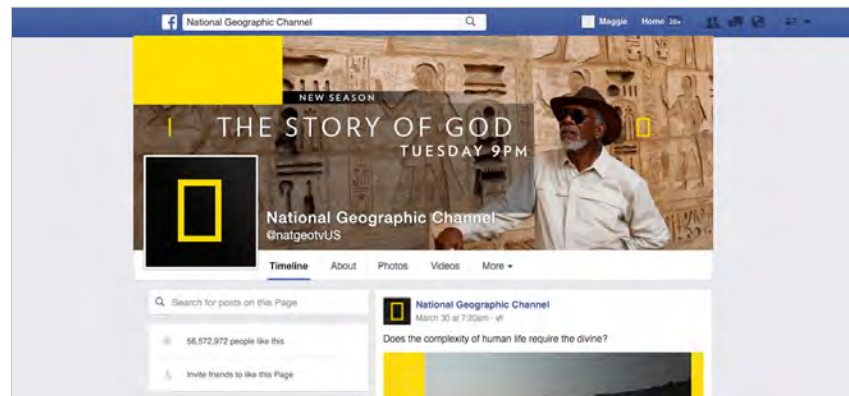 National Geographic Channel
Maggie Home 20+
NEW SEASON
THE STORY OF GOD
TUESDAY 9PM
National Geographic Channel
@natgeotvUS
Timeline About Photos Videos More
Search for posts on this Page
56,572,972 people like this
Invite friends to like this Page
National Geographic Channel
March 30 at 7:20am
Does the complexity of human life require the divine?